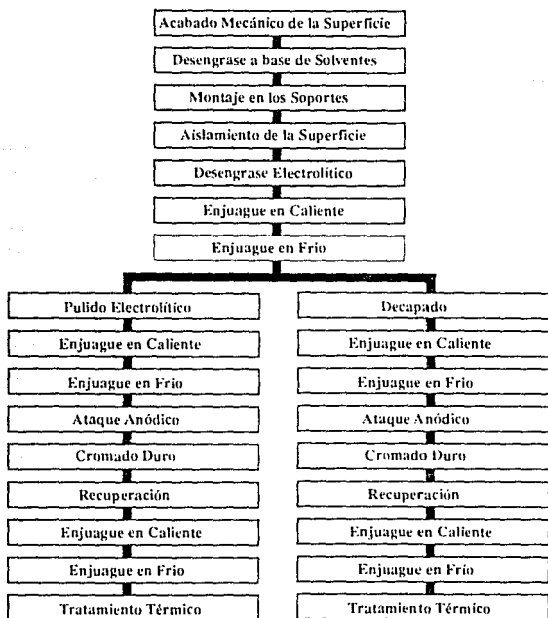 Acabado Mecánico de la Superficie
Desengrase a base de Solventes
Montaje en los Soportes
Aislamiento de la Superficie
Desengrase Electrolítico
Enjuague en Caliente
Enjuague en Frio
Pulido Electrolítico
Enjuague en Caliente
Enjuague en Frio
Ataque Anódico
Cromado Duro
Recuperación
Enjuague en Caliente
Enjuague en Frio
Tratamiento Térmico
Decapado
Enjuague en Caliente
Enjuague en Frio
Ataque Anódico
Cromado Duro
Recuperación
Enjuague en Caliente
Enjuague en Frío
Tratamiento Térmico